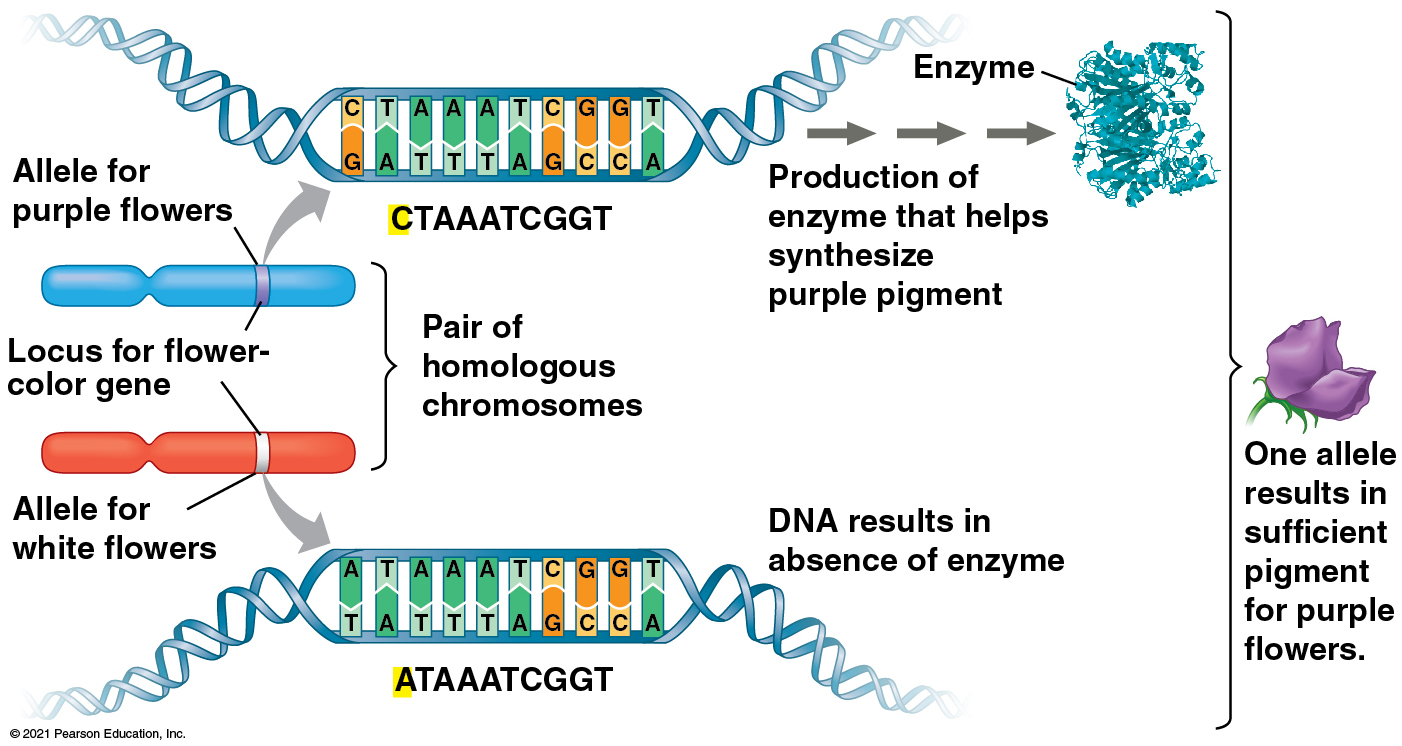 Enzyme
C T A A A T C G G T
G A T T T A G C C A
CTAAATCGGT
Production of
enzyme that helps
synthesize
purple pigment
Allele for
purple flowers
Locus for flower-
color gene
Pair of
homologous
chromosomes
Allele for
white flowers
A T A A A T C G G T
T A T T T A G C C A
ATAAATCGGT
DNA results in
absence of enzyme
One allele
results in
sufficient
pigment
for purple
flowers.
© 2021 Pearson Education, Inc.